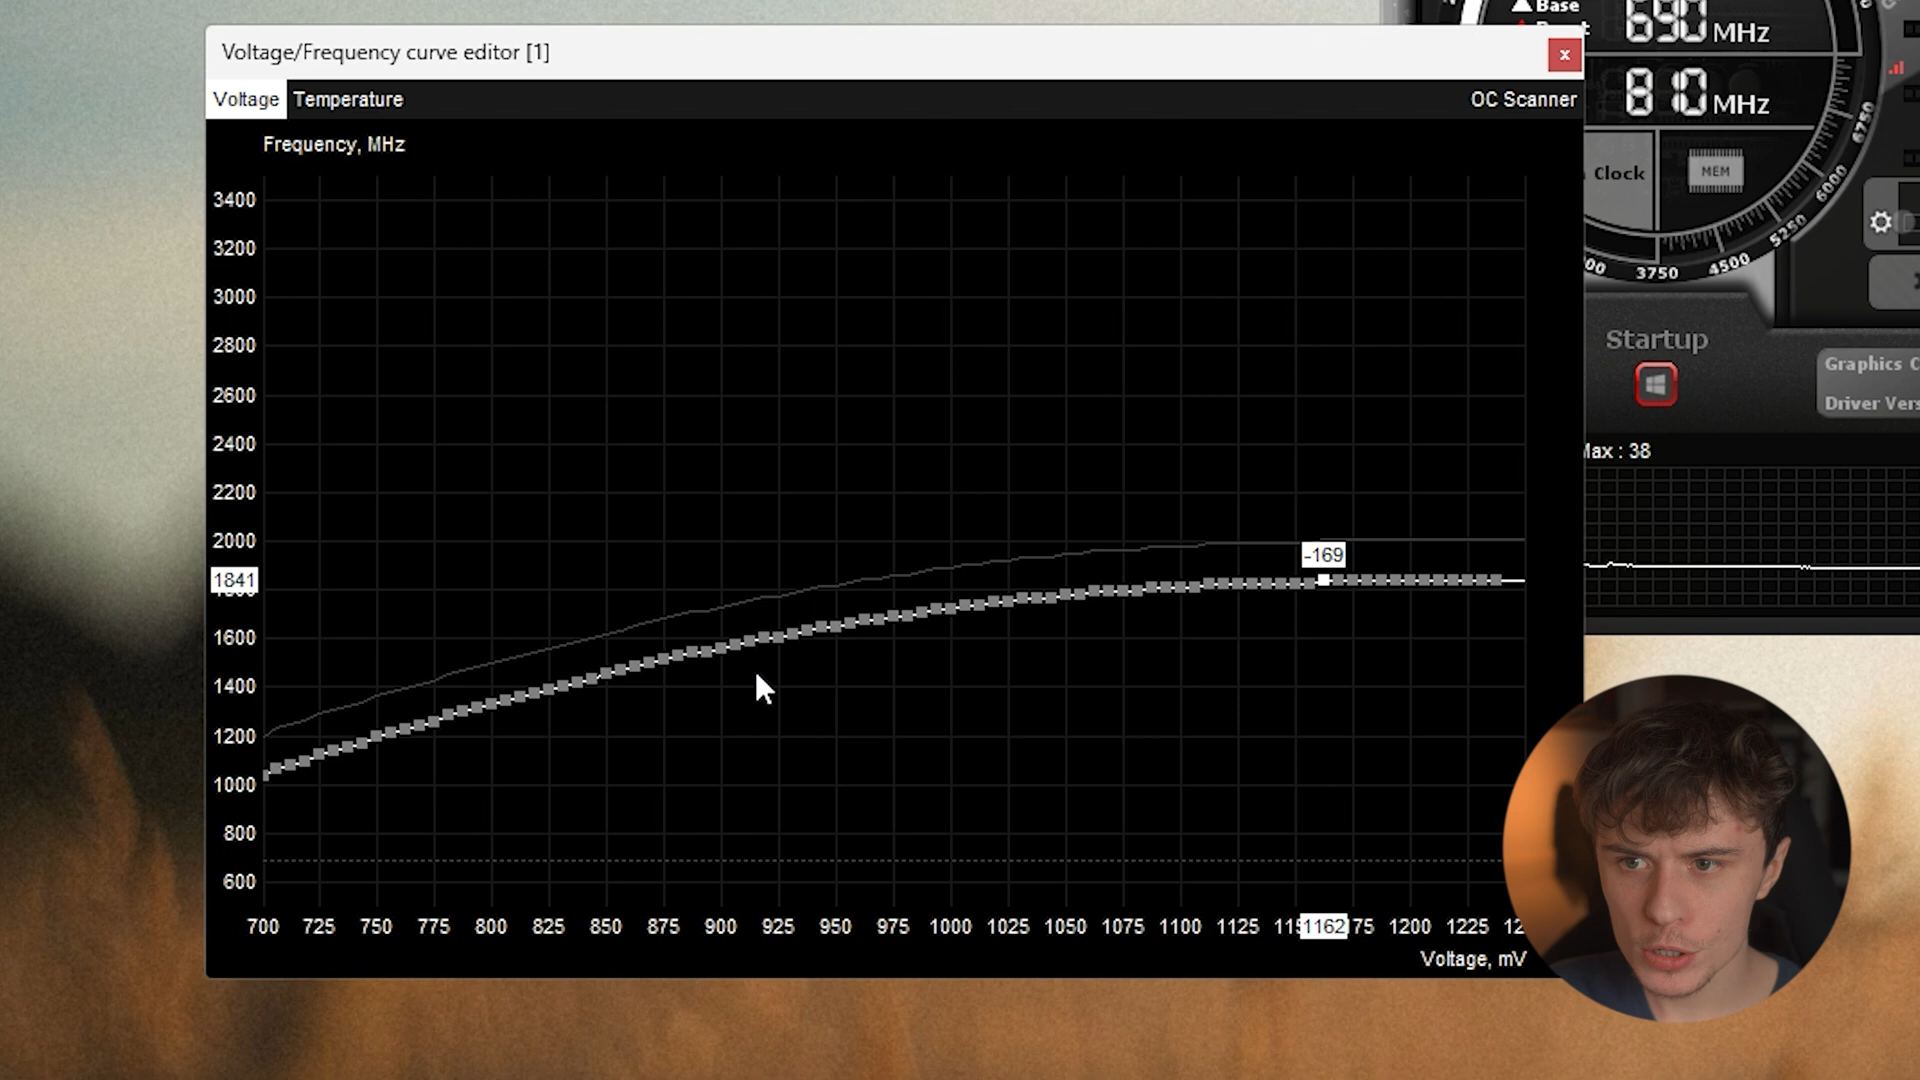 Base
690 MHz
Voltage/Frequency curve editor [1]
x
Voltage Temperature OC Scanner
810 MHz
Frequency, MHz
6750
Clock
MEM
6000
5250
4500
3750
3400
3200
3000
2800
2600
2400
2200
2000
1841
1600
1400
1200
1000
800
600
-169
Startup
Graphics
Driver
Max : 38
700 725 750 775 800 825 850 875 900 925 950 975 1000 1025 1050 1075 1100 1125 1162 1200 1225
Voltage, mV